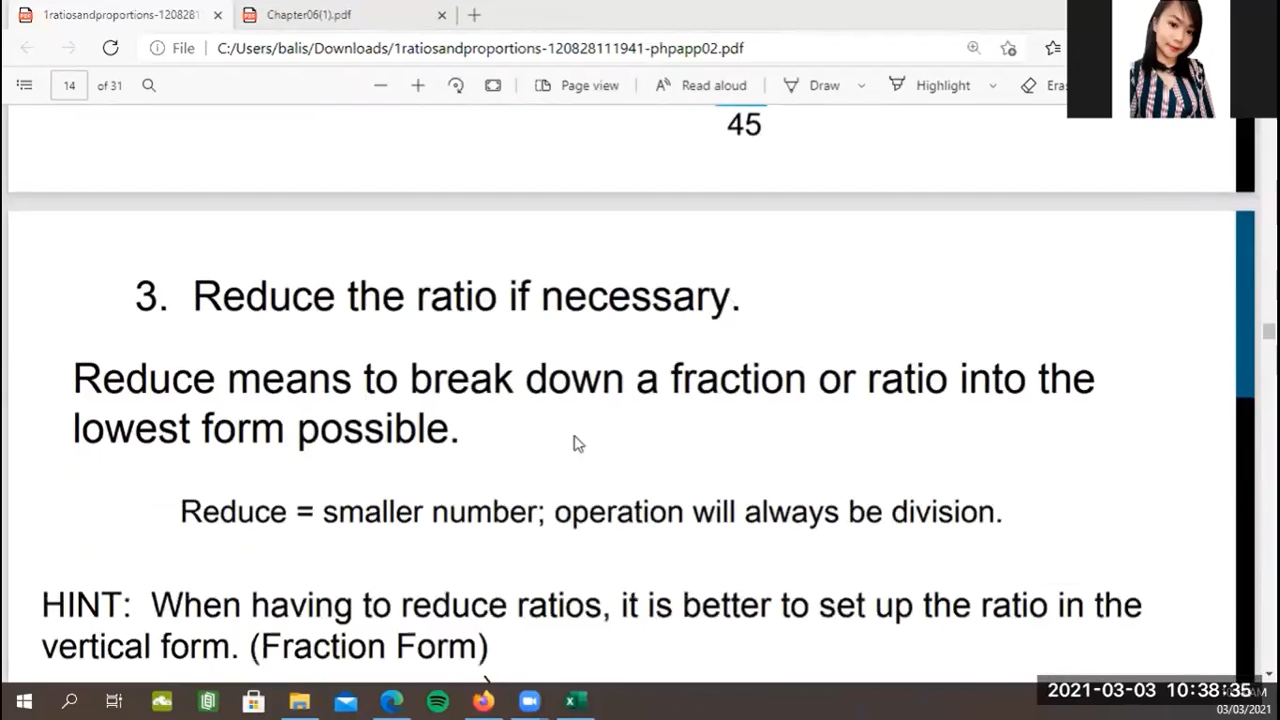 1ratiosandproportions-1208281
Chapter06(1).pdf
File
C:/Users/balis/Downloads/1ratiosandproportions-120828111941-phpapp02.pdf
14 of 31
Page view
Read aloud
Draw
Highlight
45
3. Reduce the ratio if necessary.
Reduce means to break down a fraction or ratio into the
lowest form possible.
Reduce = smaller number; operation will always be division.
HINT: When having to reduce ratios, it is better to set up the ratio in the
vertical form. (Fraction Form)
2021-03-03 10:38:35
03/03/2021